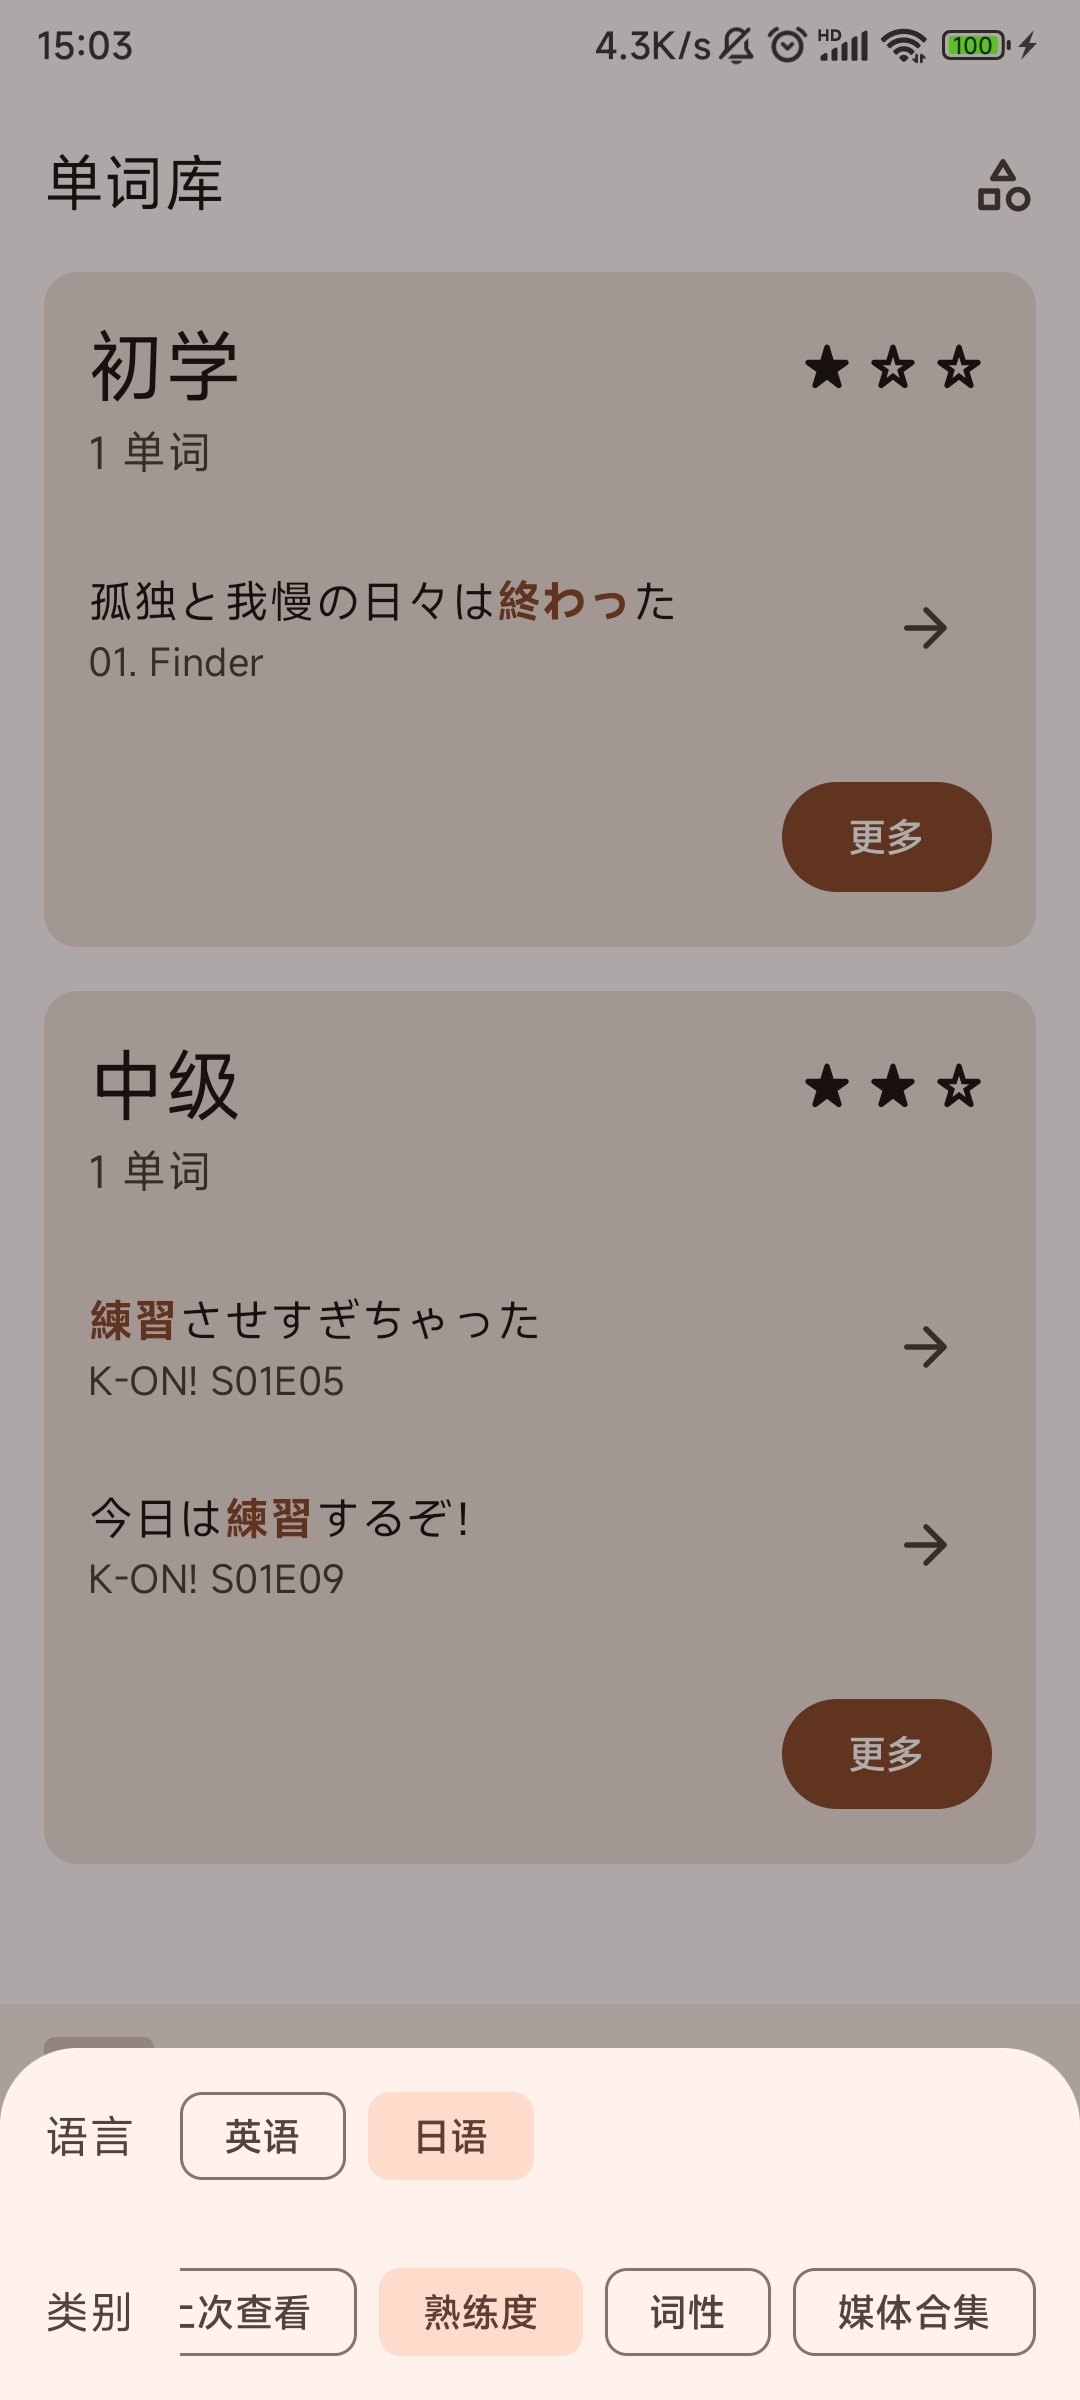 15:03 4.3K/s HD 100
单词库
初学
1 单词
孤独と我慢の日々は終わった
01. Finder
更多
中级
1 单词
練習させすぎちゃった
K-ON! S01E05
今日は練習するぞ！
K-ON! S01E09
更多
语言 英语 日语
类别 次查看 熟练度 词性 媒体合集